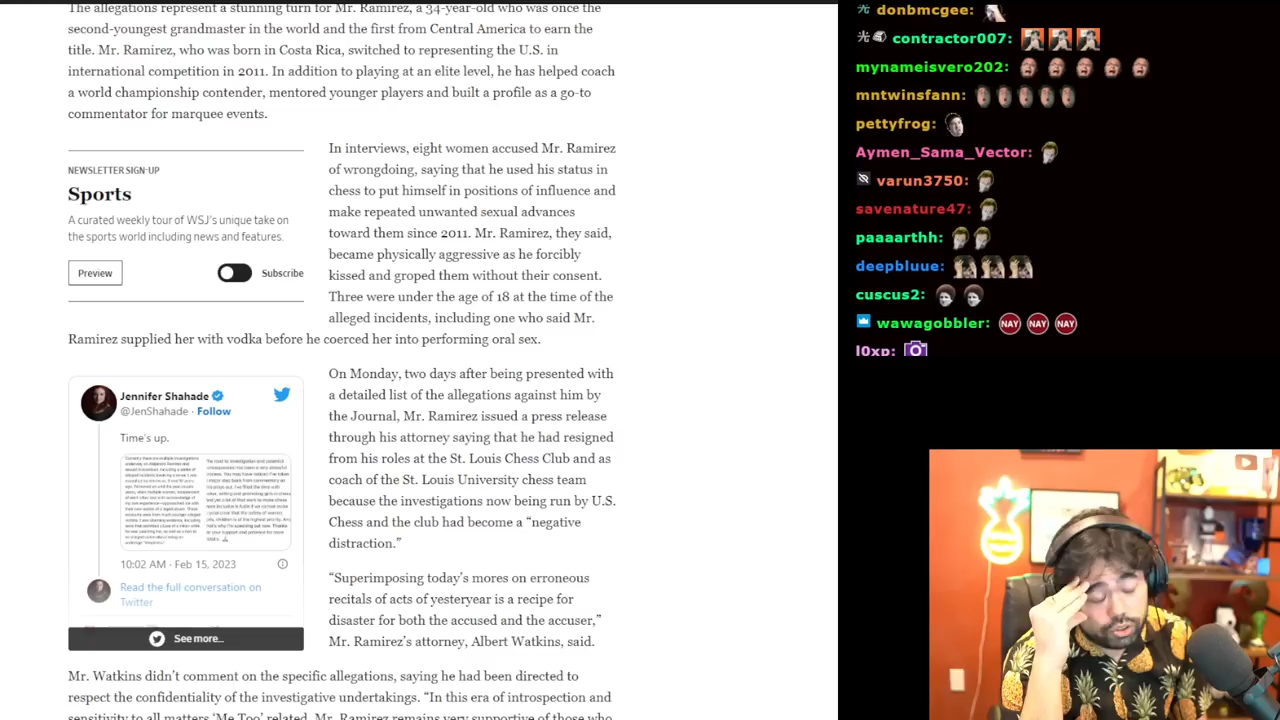 The allegations represent a stunning turn for Mr. Ramirez, a 34-year-old who was once the
second-youngest grandmaster in the world and the first from Central America to earn the
title. Mr. Ramirez, who was born in Costa Rica, switched to representing the U.S. in
international competition in 2011. In addition to playing at an elite level, he has helped coach
a world championship contender, mentored younger players and built a profile as a go-to
commentator for marquee events.
NEWSLETTER SIGN-UP
Sports
A curated weekly tour of WSJ's unique take on
the sports world including news and features.
Preview
Subscribe
In interviews, eight women accused Mr. Ramirez
of wrongdoing, saying that he used his status in
chess to put himself in positions of influence and
make repeated unwanted sexual advances
toward them since 2011. Mr. Ramirez, they said,
became physically aggressive as he forcibly
kissed and groped them without their consent.
Three were under the age of 18 at the time of the
alleged incidents, including one who said Mr.
Ramirez supplied her with vodka before he coerced her into performing oral sex.
Jennifer Shahade
@JenShahade · Follow
Time's up.
10:02 AM · Feb 15, 2023
Read the full conversation on
Twitter
See more...
On Monday, two days after being presented with
a detailed list of the allegations against him by
the Journal, Mr. Ramirez issued a press release
through his attorney saying that he had resigned
from his roles at the St. Louis Chess Club and as
coach of the St. Louis University chess team
because the investigations now being run by U.S.
Chess and the club had become a “negative
distraction.”
“Superimposing today's mores on erroneous
recitals of acts of yesteryear is a recipe for
disaster for both the accused and the accuser,”
Mr. Ramirez's attorney, Albert Watkins, said.
Mr. Watkins didn't comment on the specific allegations, saying he had been directed to
respect the confidentiality of the investigative undertakings. “In this era of introspection and
sensitivity to all matters ‘Me Too’ related, Mr. Ramirez remains very supportive of those who
donbmcgee:
contractor007:
mynameisvero202:
mntwinsfann:
pettyfrog:
Aymen_Sama_Vector:
varun3750:
savenature47:
paaaarthh:
deepbluue:
cuscus2:
wawagobbler: NAY NAY NAY
l0xp: